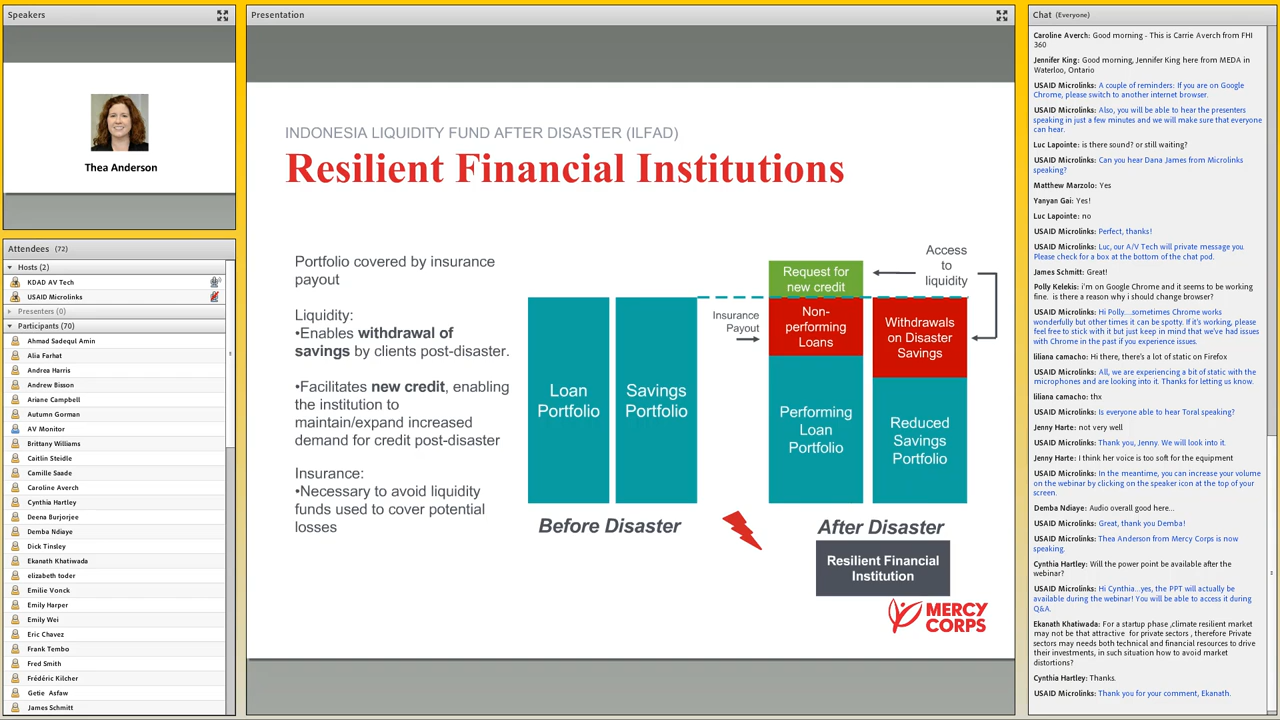 Speakers
Thea Anderson
Attendees (72)
Hosts (2)
KDAD AV Tech
USAID Microlinks
Presenters (0)
Participants (70)
Ahmad Sadequl Amin
Alia Farhat
Andrea Harris
Andrew Bisson
Ariane Campbell
Autumn Gorman
AV Monitor
Brittany Williams
Caitlin Steidle
Camille Saade
Caroline Averch
Cynthia Hartley
Deena Burjorjee
Demba Ndiaye
Dick Tinsley
Ekanath Khatiwada
elizabeth toder
Emilie Vonck
Emily Harper
Emily Wei
Eric Chavez
Frank Tembo
Fred Smith
Frédéric Kilcher
Getie Asfaw
James Schmitt
Presentation
INDONESIA LIQUIDITY FUND AFTER DISASTER (ILFAD)
Resilient Financial Institutions
Portfolio covered by insurance
payout
Liquidity:
•Enables withdrawal of
savings by clients post-disaster.
•Facilitates new credit, enabling
the institution to
maintain/expand increased
demand for credit post-disaster
Insurance:
•Necessary to avoid liquidity
funds used to cover potential
losses
Loan
Portfolio
Savings
Portfolio
Before Disaster
Insurance
Payout
Request for
new credit
Non-
performing
Loans
Performing
Loan
Portfolio
Access
to
liquidity
Withdrawals
on Disaster
Savings
Reduced
Savings
Portfolio
After Disaster
Resilient Financial
Institution
MERCY
CORPS
Chat (Everyone)
Caroline Averch: Good morning - This is Carrie Averch from FHI
360
Jennifer King: Good morning, Jennifer King here from MEDA in
Waterloo, Ontario
USAID Microlinks: A couple of reminders: If you are on Google
Chrome, please switch to another internet browser.
USAID Microlinks: Also, you will be able to hear the presenters
speaking in just a few minutes and we will make sure that everyone
can hear.
Luc Lapointe: is there sound? or still waiting?
USAID Microlinks: Can you hear Dana James from Microlinks
speaking?
Matthew Marzolo: Yes
Yanyan Gai: Yes!
Luc Lapointe: no
USAID Microlinks: Perfect, thanks!
USAID Microlinks: Luc, our A/V Tech will private message you.
Please check for a box at the bottom of the chat pod.
James Schmitt: Great!
Polly Kelekis: i'm on Google Chrome and it seems to be working
fine. is there a reason why i should change browser?
USAID Microlinks: Hi Polly....sometimes Chrome works
wonderfully but other times it can be spotty. If it's working, please
feel free to stick with it but just keep in mind that we've had issues
with Chrome in the past if you experience issues.
liliana camacho: Hi there, there's a lot of static on Firefox
USAID Microlinks: All, we are experiencing a bit of static with the
microphones and are looking into it. Thanks for letting us know.
liliana camacho: thx
USAID Microlinks: Is everyone able to hear Toral speaking?
Jenny Harte: not very well
USAID Microlinks: Thank you, Jenny. We will look into it.
Jenny Harte: I think her voice is too soft for the equipment
USAID Microlinks: In the meantime, you can increase your volume
on the webinar by clicking on the speaker icon at the top of your
screen.
Demba Ndiaye: Audio overall good here...
USAID Microlinks: Great, thank you Demba!
USAID Microlinks: Thea Anderson from Mercy Corps is now
speaking.
Cynthia Hartley: Will the power point be available after the
webinar?
USAID Microlinks: Hi Cynthia...yes, the PPT will actually be
available during the webinar! You will be able to access it during
Q&A.
Ekanath Khatiwada: For a startup phase ,climate resilient market
may not be that attractive for private sectors , therefore Private
sectors may needs both technical and financial resources to drive
their investments, in such situation how to avoid market
distortions?
Cynthia Hartley: Thanks.
USAID Microlinks: Thank you for your comment, Ekanath.